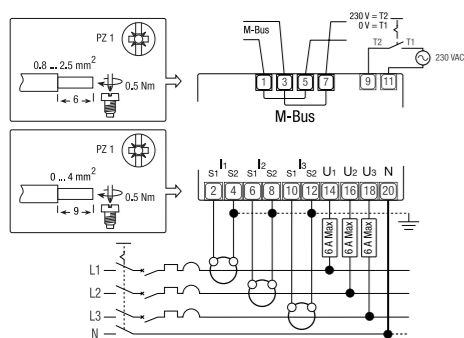 PZ 1
0.8 ... 2.5 mm²
6
0.5 Nm
PZ 1
0 ... 4 mm²
9
0.5 Nm
M-Bus
230 V = T2
0 V = T1
T2 T1
230 VAC
1 3 5 7 9 11
M-Bus
I1 I2 I3 U1 U2 U3 N
S1 S2 S1 S2 S1 S2
2 4 6 8 10 12 14 16 18 20
6 A Max 6 A Max 6 A Max
L1
L2
L3
N